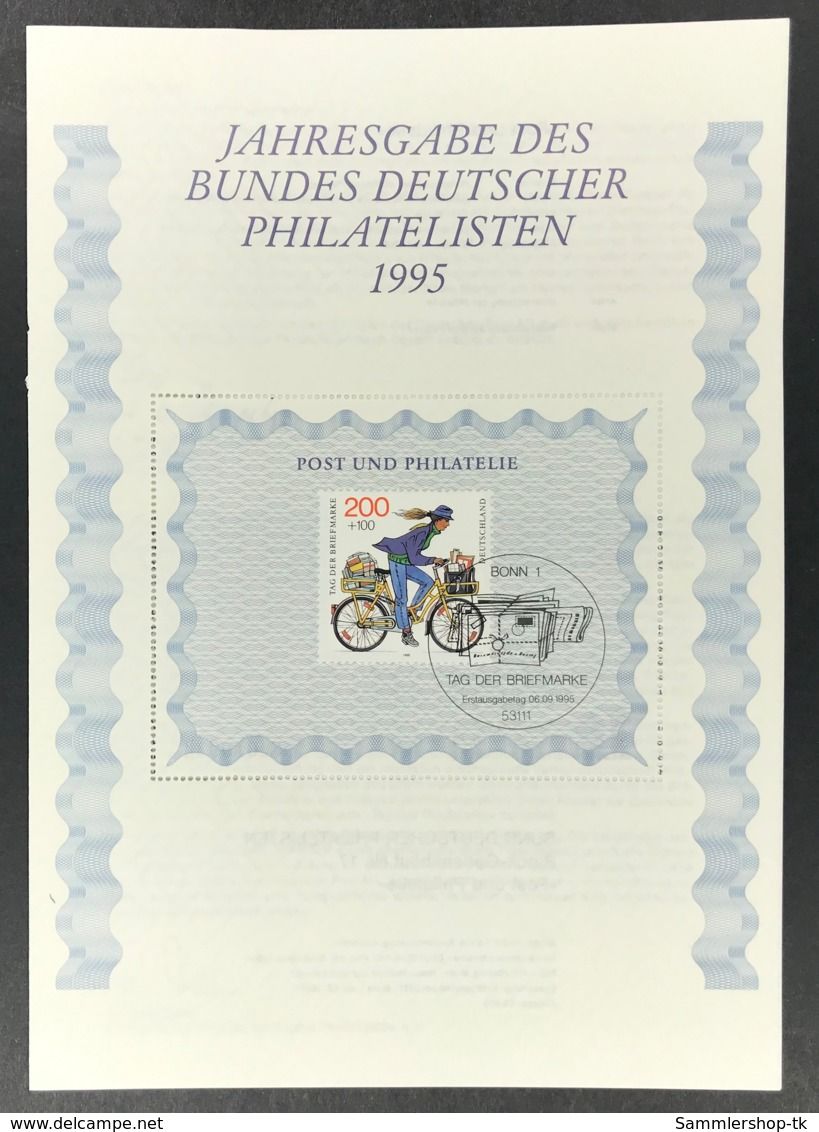 JAHRESGABE DES
BUNDES DEUTSCHER
PHILATELISTEN
1995
POST UND PHILATELIE
TAG DER BRIEFMARKE
200
+100
DEUTSCHLAND
1995
BONN 1
TAG DER BRIEFMARKE
Erstausgabetag 06.09.1995
53111
delcampe.net
Sammlershop-tk